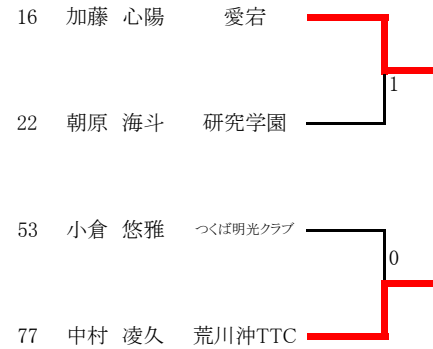 16 加藤 心陽 愛宕
1
22 朝原 海斗 研究学園
53 小倉 悠雅 つくば明光クラブ
0
77 中村 凌久 荒川沖TTC